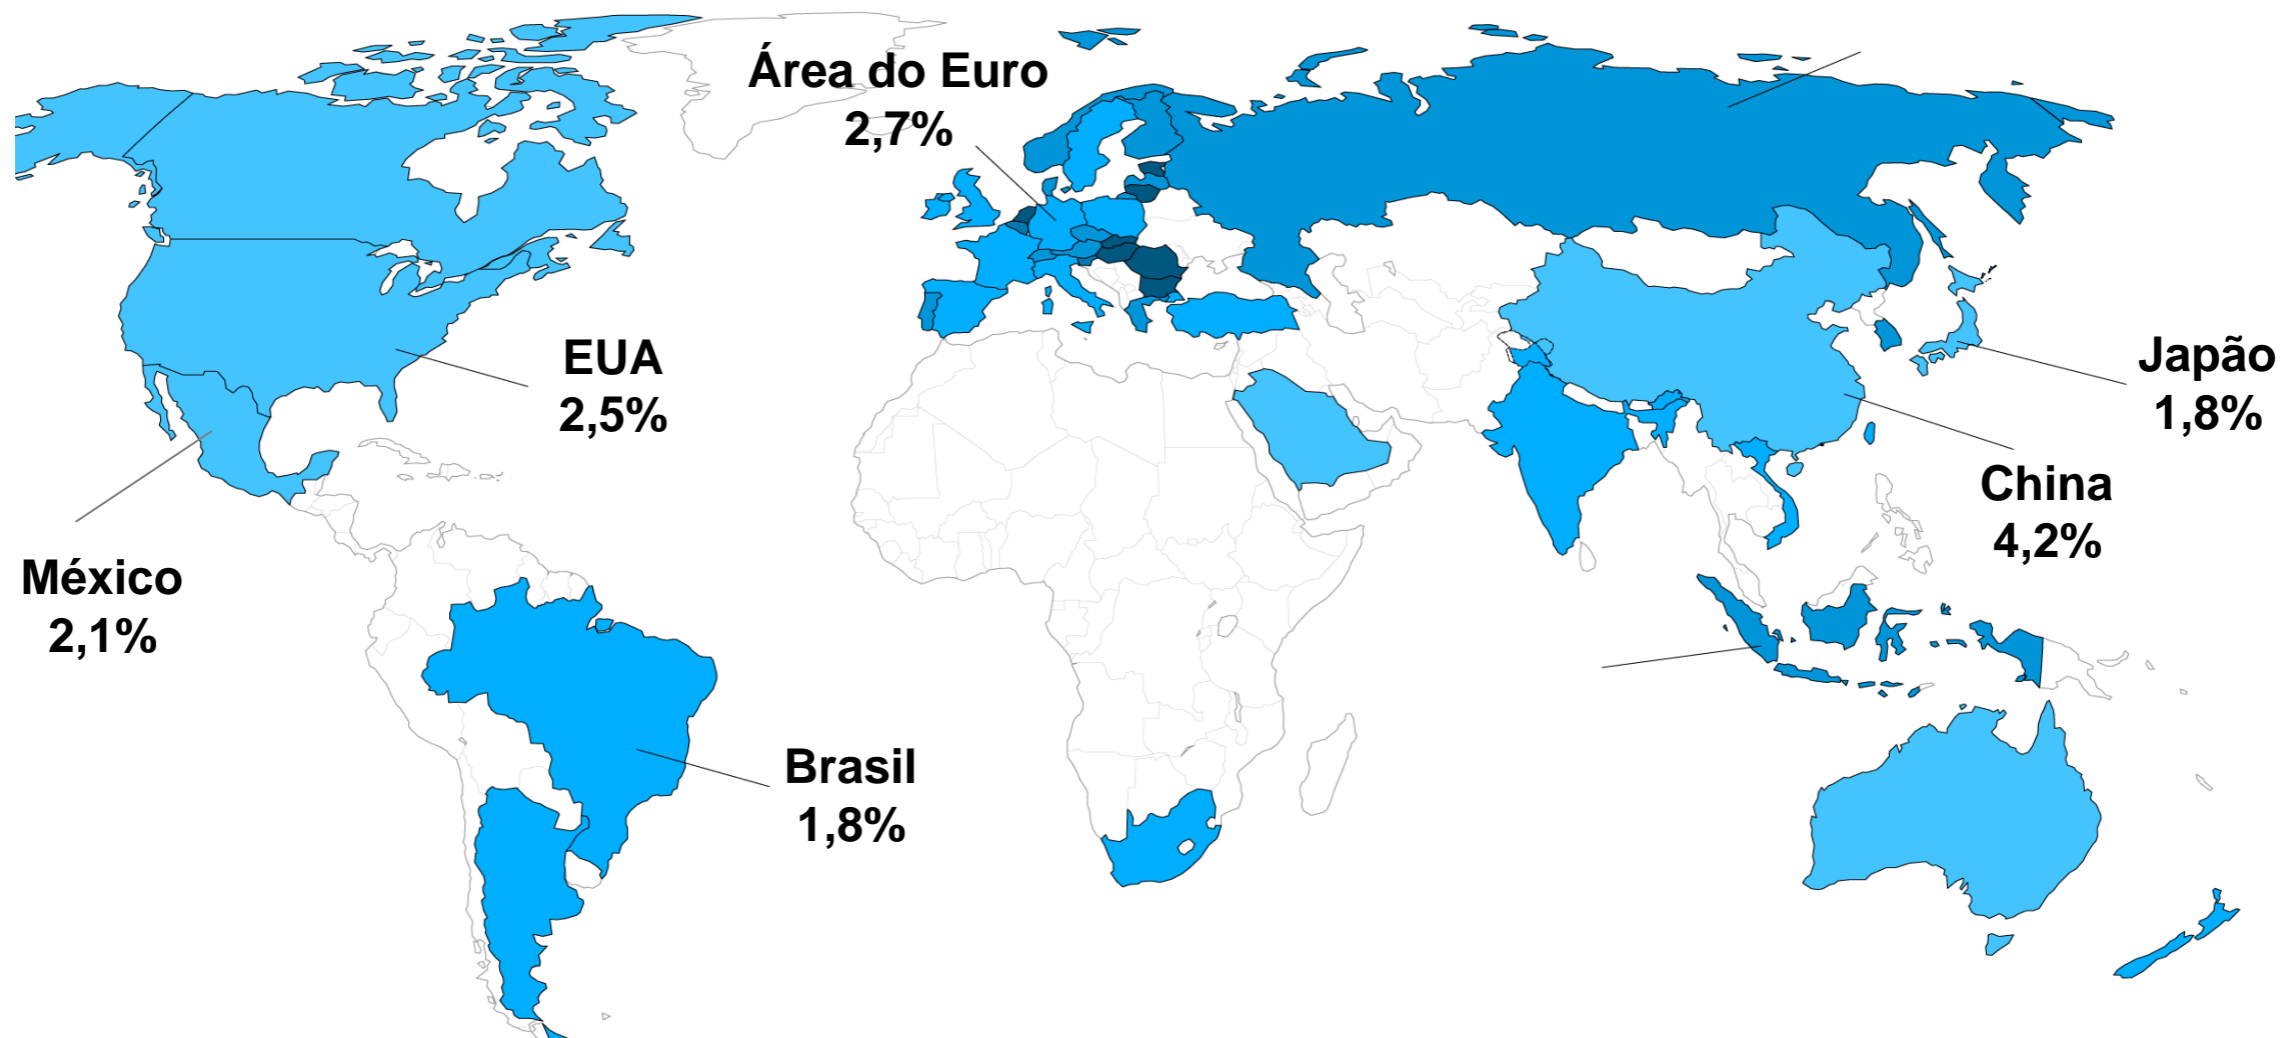 Área do Euro
2,7%
EUA
2,5%
Japão
1,8%
China
4,2%
México
2,1%
Brasil
1,8%